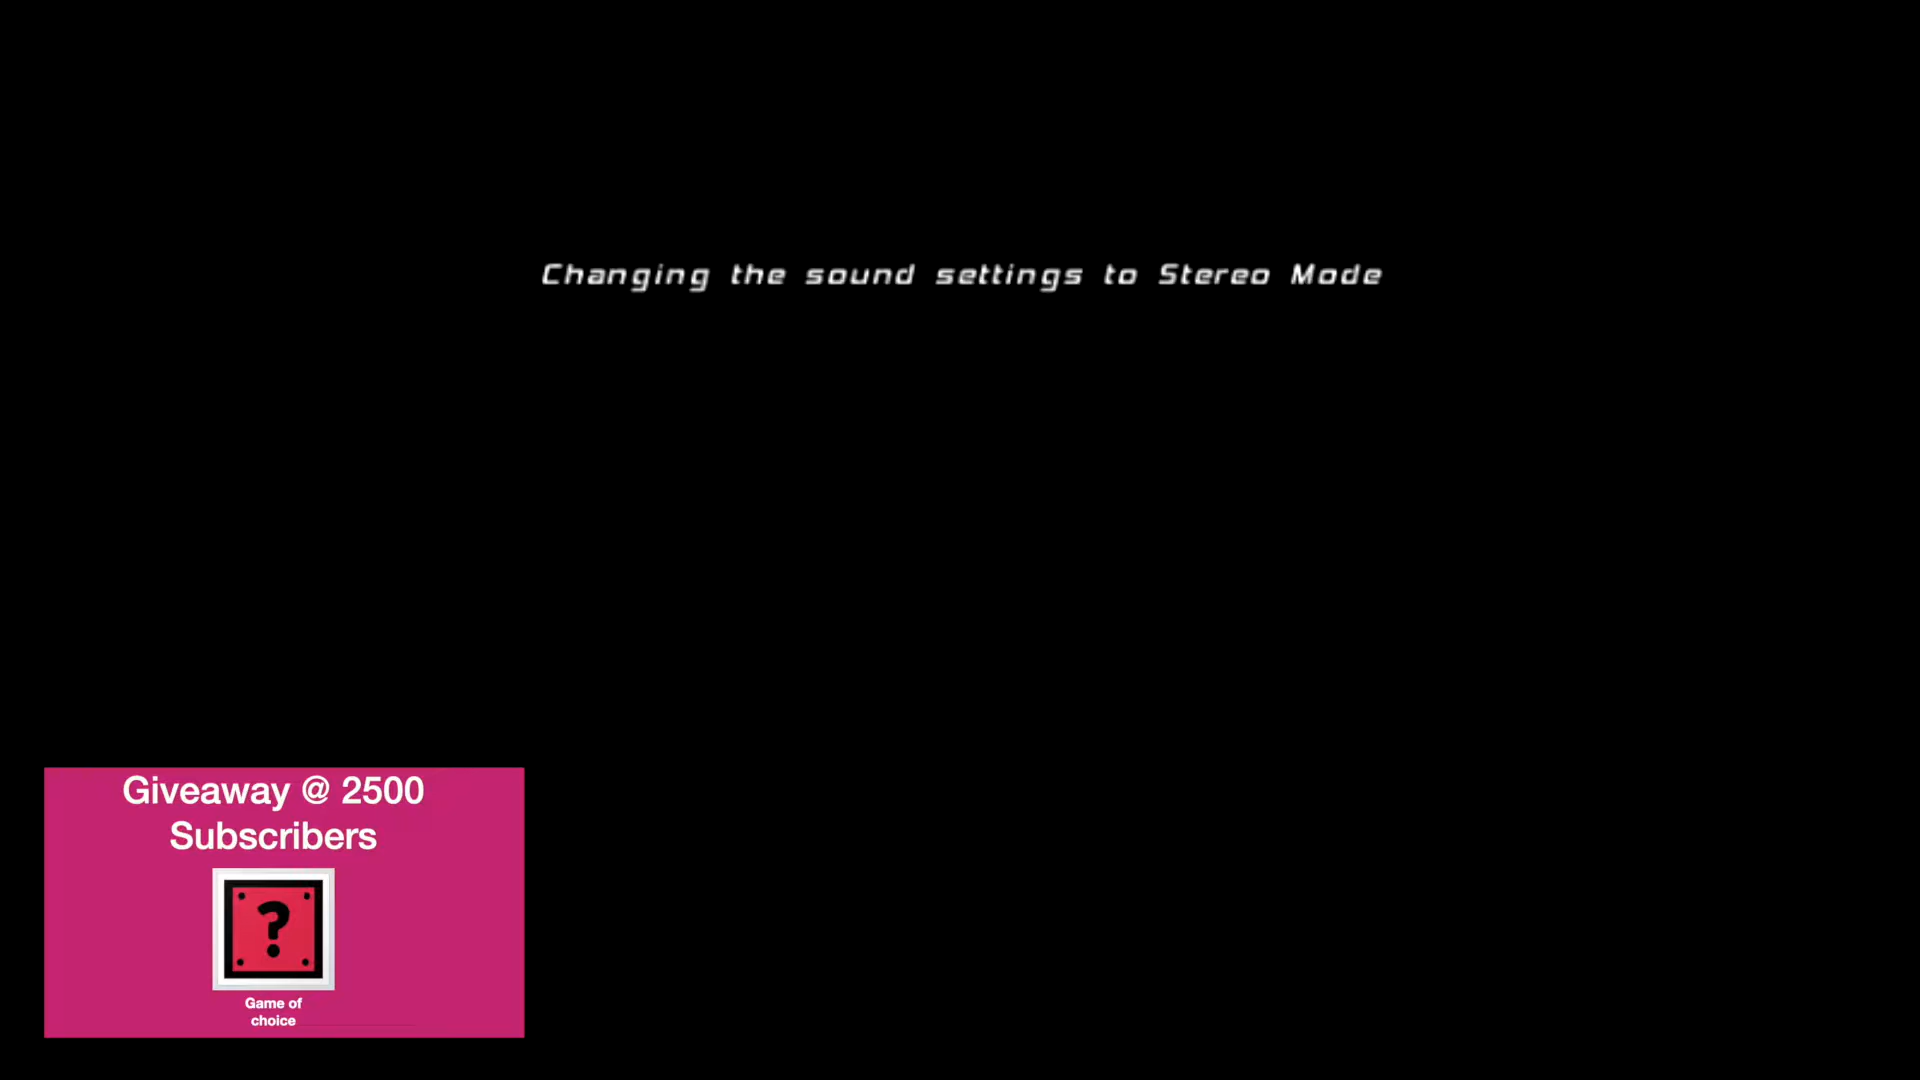 Changing the sound settings to Stereo Mode
Giveaway @ 2500
Subscribers
?
Game of
choice